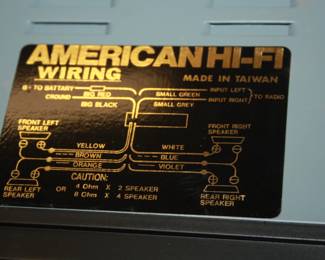 AMERICAN HI-FI
WIRING
MADE IN TAIWAN
B+ TO BATTARY BIG RED SMALL GREEN INPUT LEFT
GROUND BIG BLACK SMALL GREY INPUT RIGHT TO RADIO
FRONT LEFT SPEAKER
FRONT RIGHT SPEAKER
YELLOW WHITE
BROWN BLUE
ORANGE VIOLET
REAR LEFT SPEAKER
REAR RIGHT SPEAKER
CAUTION:
4 Ohm X 2 SPEAKER
OR 8 Ohm X 4 SPEAKER